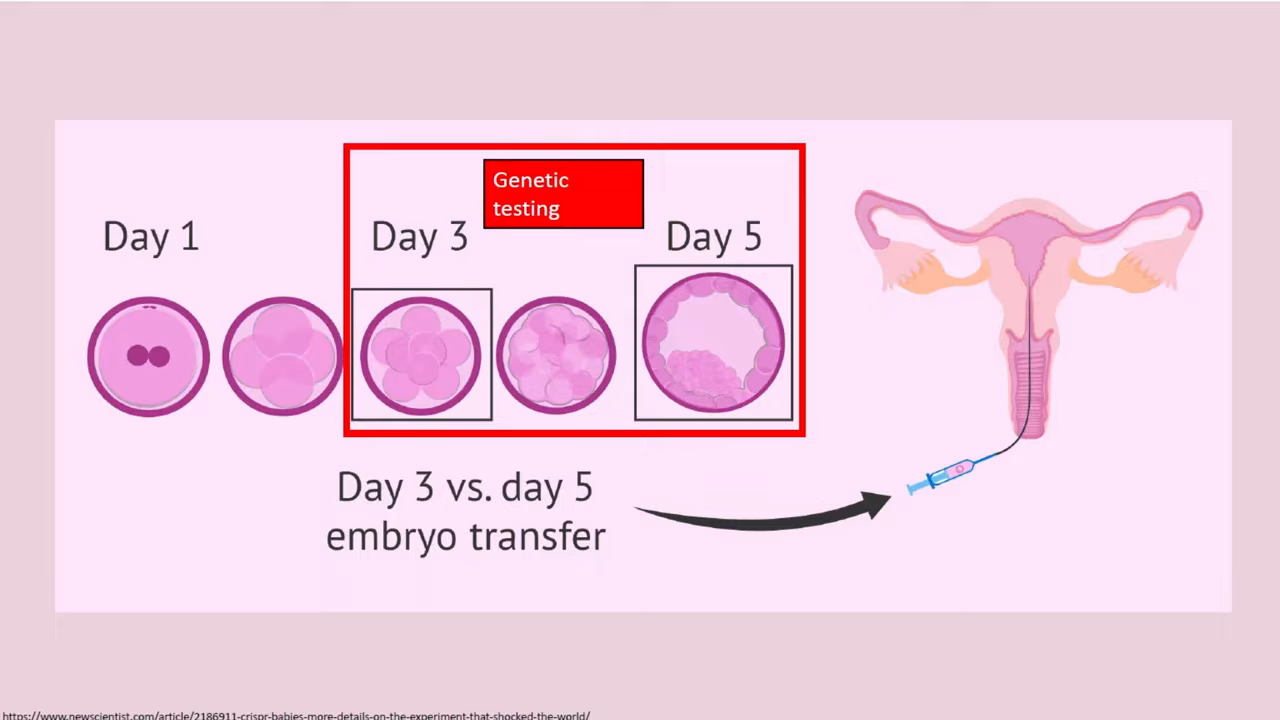 Genetic
testing
Day 1
Day 3
Day 5
Day 3 vs. day 5
embryo transfer
https://www.newscientist.com/article/2186911-crispr-babies-more-details-on-the-experiment-that-shocked-the-world/